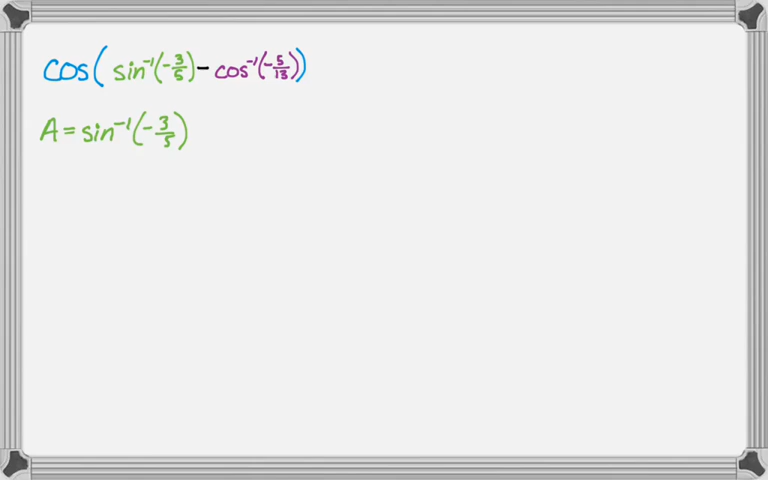 cos(sin⁻¹(-3/5) - cos⁻¹(-5/13))
A = sin⁻¹(-3/5)